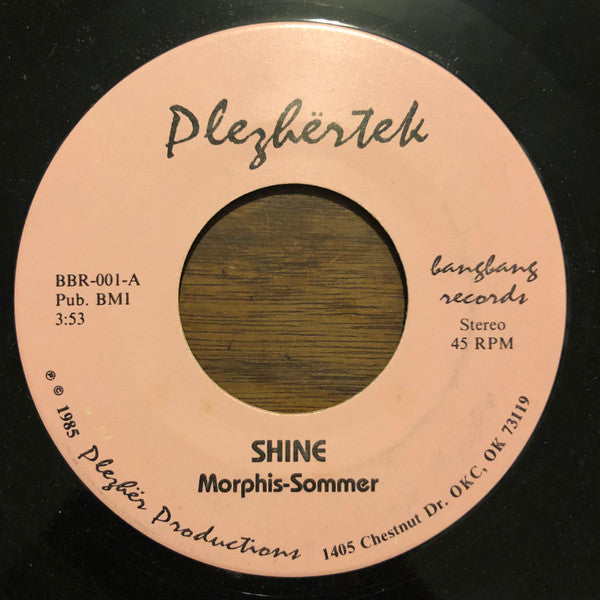 Plezhërtek
BBR-001-A
Pub. BMI
3:53
bangbang
records
Stereo
45 RPM
SHINE
Morphis-Sommer
℗ © 1985 Plezhër Productions 1405 Chestnut Dr. OKC, OK 73119